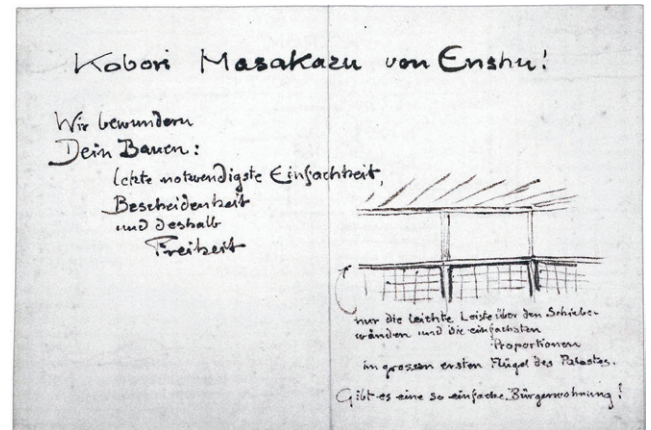 Kobori Masakazu von Enshu!
Wir bewundern
Dein Bauen:
letzte notwendigste Einfachheit,
Bescheidenheit
und deshalb
Freiheit
nur die leichte Leiste über den Schiebe-
wänden und die einfachsten
Proportionen
im grossen ersten Flügel des Palastes.
Gibt es eine so einfache Bürgerwohnung?